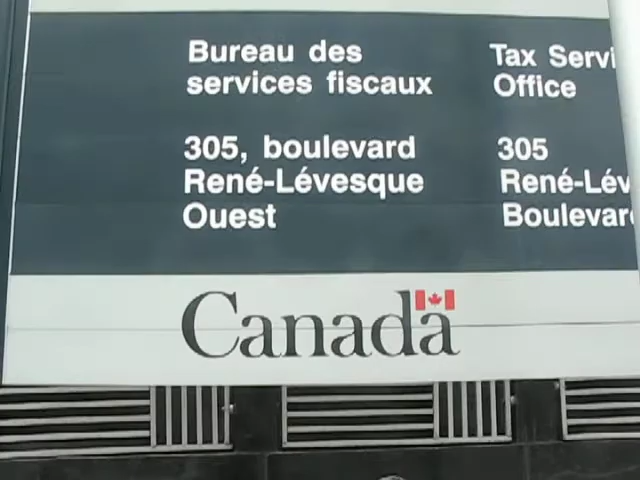 Bureau des
services fiscaux
305, boulevard
René-Lévesque
Ouest
Tax
Office
305
Canada